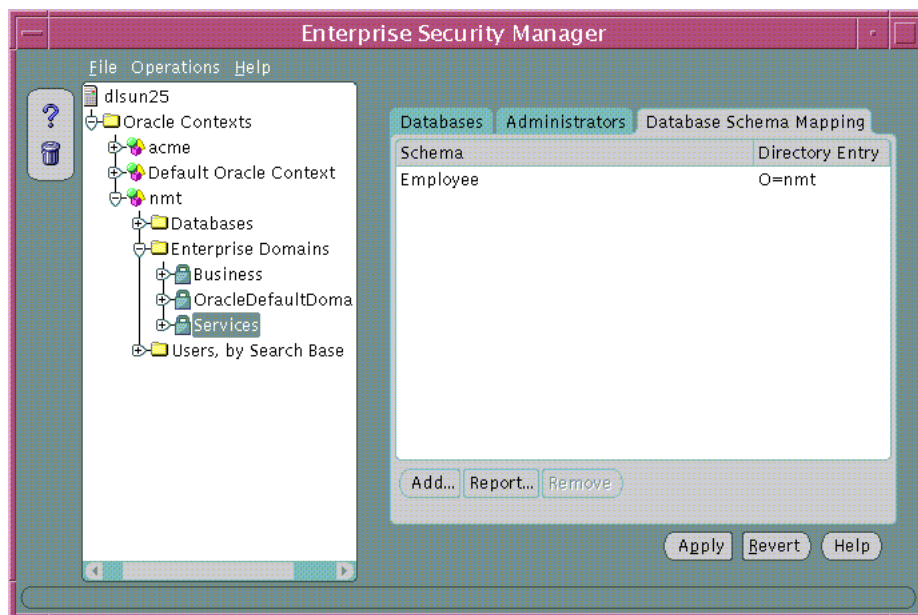 Enterprise Security Manager
File Operations Help
dlsun25
Oracle Contexts
acme
Default Oracle Context
nmt
Databases
Enterprise Domains
Business
OracleDefaultDoma
Services
Users, by Search Base
Databases Administrators Database Schema Mapping
Schema Directory Entry
Employee O=nmt
Add... Report... Remove
Apply Revert Help